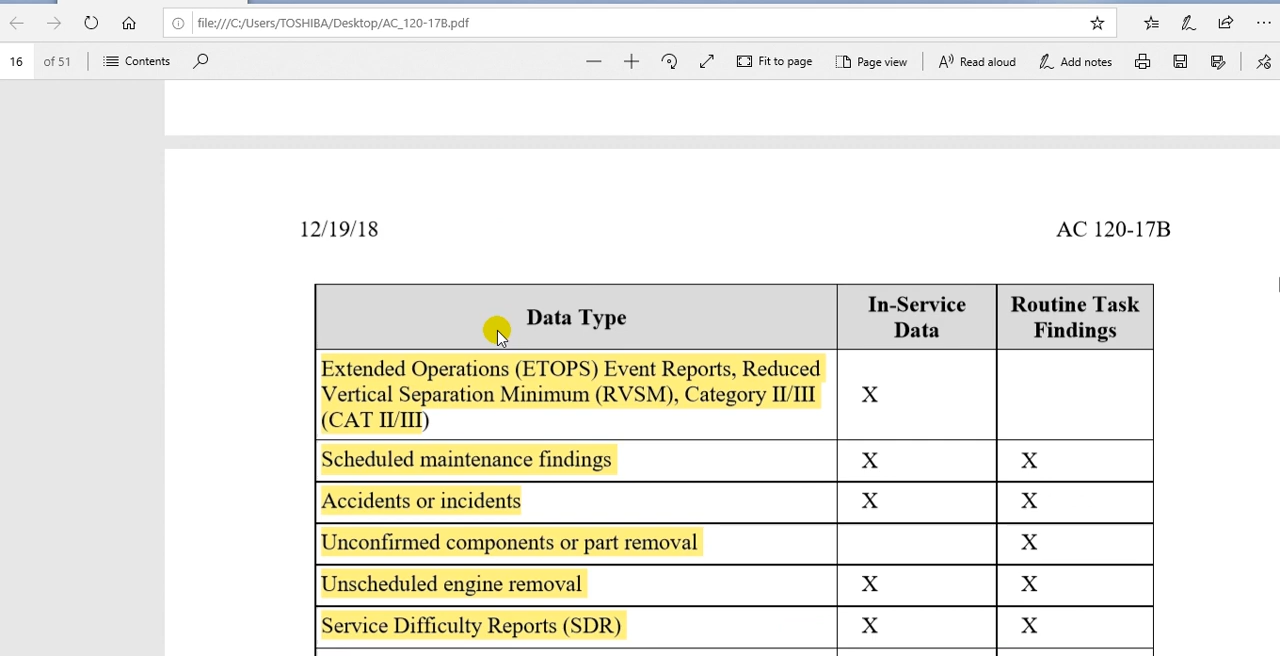 file:///C:/Users/TOSHIBA/Desktop/AC_120-17B.pdf
16 of 51 Contents Fit to page Page view Read aloud Add notes
12/19/18 AC 120-17B
Data Type In-Service Data Routine Task Findings
Extended Operations (ETOPS) Event Reports, Reduced
Vertical Separation Minimum (RVSM), Category II/III X
(CAT II/III)
Scheduled maintenance findings X X
Accidents or incidents X X
Unconfirmed components or part removal X
Unscheduled engine removal X X
Service Difficulty Reports (SDR) X X